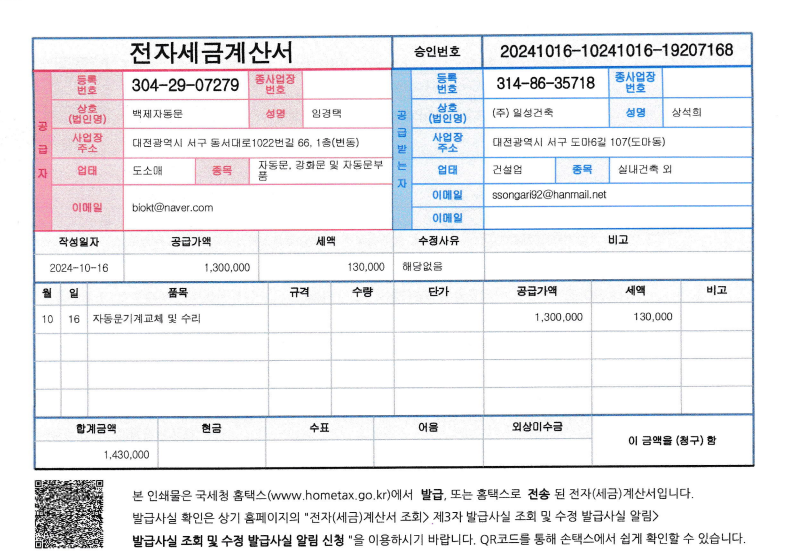 전자세금계산서 승인번호 20241016-10241016-19207168
공급자 등록번호 304-29-07279 종사업장번호
상호(법인명) 백제자동문 성명 임경택
사업장주소 대전광역시 서구 동서대로1022번길 66, 1층(변동)
업태 도소매 종목 자동문, 강화문 및 자동문부품
이메일 biokt@naver.com
공급받는자 등록번호 314-86-35718 종사업장번호
상호(법인명) (주) 일성건축 성명 상석희
사업장주소 대전광역시 서구 도마6길 107(도마동)
업태 건설업 종목 실내건축 외
이메일 ssongari92@hanmail.net
이메일
작성일자 공급가액 세액 수정사유 비고
2024-10-16 1,300,000 130,000 해당없음
월 일 품목 규격 수량 단가 공급가액 세액 비고
10 16 자동문기계교체 및 수리 1,300,000 130,000
합계금액 현금 수표 어음 외상미수금 이 금액을 (청구) 함
1,430,000
본 인쇄물은 국세청 홈택스(www.hometax.go.kr)에서 발급, 또는 홈택스로 전송 된 전자(세금)계산서입니다.
발급사실 확인은 상기 홈페이지의 "전자(세금)계산서 조회> 제3자 발급사실 조회 및 수정 발급사실 알림>
발급사실 조회 및 수정 발급사실 알림 신청 "을 이용하시기 바랍니다. QR코드를 통해 손택스에서 쉽게 확인할 수 있습니다.